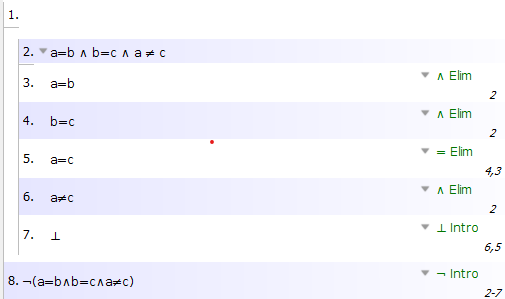 1.
2. a=b ∧ b=c ∧ a ≠ c
3. a=b ∧ Elim
2
4. b=c ∧ Elim
2
5. a=c = Elim
4,3
6. a≠c ∧ Elim
2
7. ⊥ ⊥ Intro
6,5
8. ¬(a=b∧b=c∧a≠c) ¬ Intro
2-7